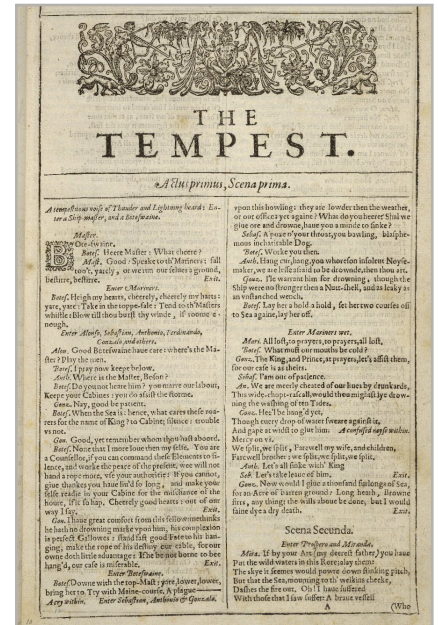 THE
TEMPEST.
Actus primus, Scena prima.
A tempestuous noise of Thunder and Lightning heard: En-
ter a Ship-master, and a Boteswaine.
Master.
Ote-swaine.
Botes. Heere Master: What cheere?
Mast. Good: Speake to th'Mariners: fall
too't, yarely, or we run our selues a ground,
bestirre, bestirre. Exit.
Enter Mariners.
Botes. Heigh my hearts, cheerely, cheerely my harts:
yare, yare: Take in the toppe-sale: Tend to th'Masters
whistle: Blow till thou burst thy winde, if roome e-
nough.
Enter Alonso, Sebastian, Anthonio, Ferdinando,
Gonzalo, and others.
Alon. Good Boteswaine haue care: where's the Ma-
ster? Play the men.
Botes. I pray now keepe below.
Anth. Where is the Master, Boson?
Botes. Do you not heare him? you marre our labour,
Keepe your Cabines: you do assist the storme.
Gonz. Nay, good be patient.
Botes. When the Sea is: hence, what cares these roa-
rers for the name of King? to Cabine; silence: trouble
vs not.
Gon. Good, yet remember whom thou hast aboord.
Botes. None that I more loue then my selfe. You are
a Counsellor, if you can command these Elements to si-
lence, and worke the peace of the present, wee will not
hand a rope more, vse your authoritie: If you cannot,
giue thankes you haue liu'd so long, and make your
selfe readie in your Cabine for the mischance of the
houre, if it so hap. Cheerely good hearts: out of our
way I say. Exit.
Gon. I haue great comfort from this fellow: methinks
he hath no drowning marke vpon him, his complexion
is perfect Gallowes: stand fast good Fate to his han-
ging, make the rope of his destiny our cable, for our
owne doth little aduantage: If he be not borne to bee
hang'd, our case is miserable. Exit.
Enter Boteswaine.
Botes. Downe with the top-Mast: yare, lower, lower,
bring her to Try with Maine-course. A plague
A cry within. Enter Sebastian, Anthonio & Gonzalo.
vpon this howling: they are lowder then the weather,
or our office: yet againe? What do you heere? Shal we
giue ore and drowne, haue you a minde to sinke?
Sebas. A poxe o'your throat, you bawling, blasphe-
mous incharitable Dog.
Botes. Worke you then.
Anth. Hang cur, hang, you whoreson insolent Noyse-
maker, we are lesse afraid to be drownde, then thou art.
Gonz. I'le warrant him for drowning, though the
Ship were no stronger then a Nutt-shell, and as leaky as
an vnstanched wench.
Botes. Lay her a hold, a hold, set her two courses off
to Sea againe, lay her off.
Enter Mariners wet.
Mari. All lost, to prayers, to prayers, all lost.
Botes. What must our mouths be cold?
Gonz. The King, and Prince, at prayers, let's assist them,
for our case is as theirs.
Sebas. I'am out of patience.
An. We are meerly cheated of our liues by drunkards,
This wide-chopt-rascall, would thou mightst lye drow-
ning the washing of ten Tides.
Gonz. Hee'l be hang'd yet,
Though euery drop of water sweare against it,
And gape at widst to glut him. A confused noyse within.
Mercy on vs.
We split, we split, Farewell my wife, and children,
Farewell brother: we split, we split, we split.
Anth. Let's all sinke with' King
Seb. Let's take leaue of him. Exit.
Gonz. Now would I giue a thousand furlongs of Sea,
for an Acre of barren ground: Long heath, Browne
firrs, any thing; the wills aboue be done, but I would
faine dye a dry death. Exit.
Scena Secunda.
Enter Prospero and Miranda.
Mira. If by your Art (my deerest father) you haue
Put the wild waters in this Rore; alay them:
The skye it seemes would powre down stinking pitch,
But that the Sea, mounting to th' welkins cheeke,
Dashes the fire out. Oh! I haue suffered
With those that I saw suffer: A braue vessell
A (Who